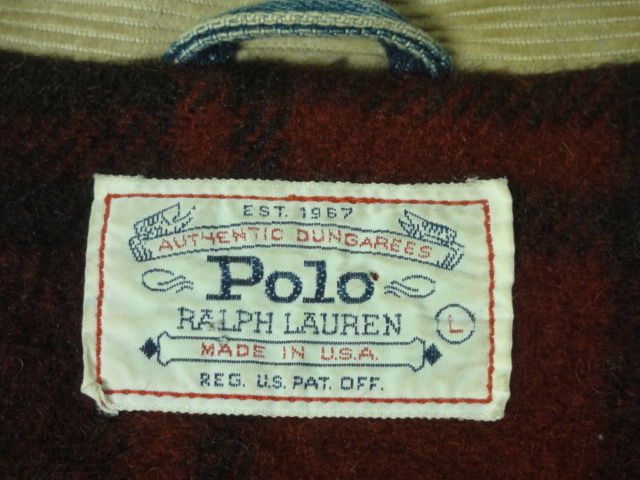 EST. 1967
AUTHENTIC DUNGAREES
Polo
RALPH LAUREN
L
MADE IN U.S.A.
REG. U.S. PAT. OFF.